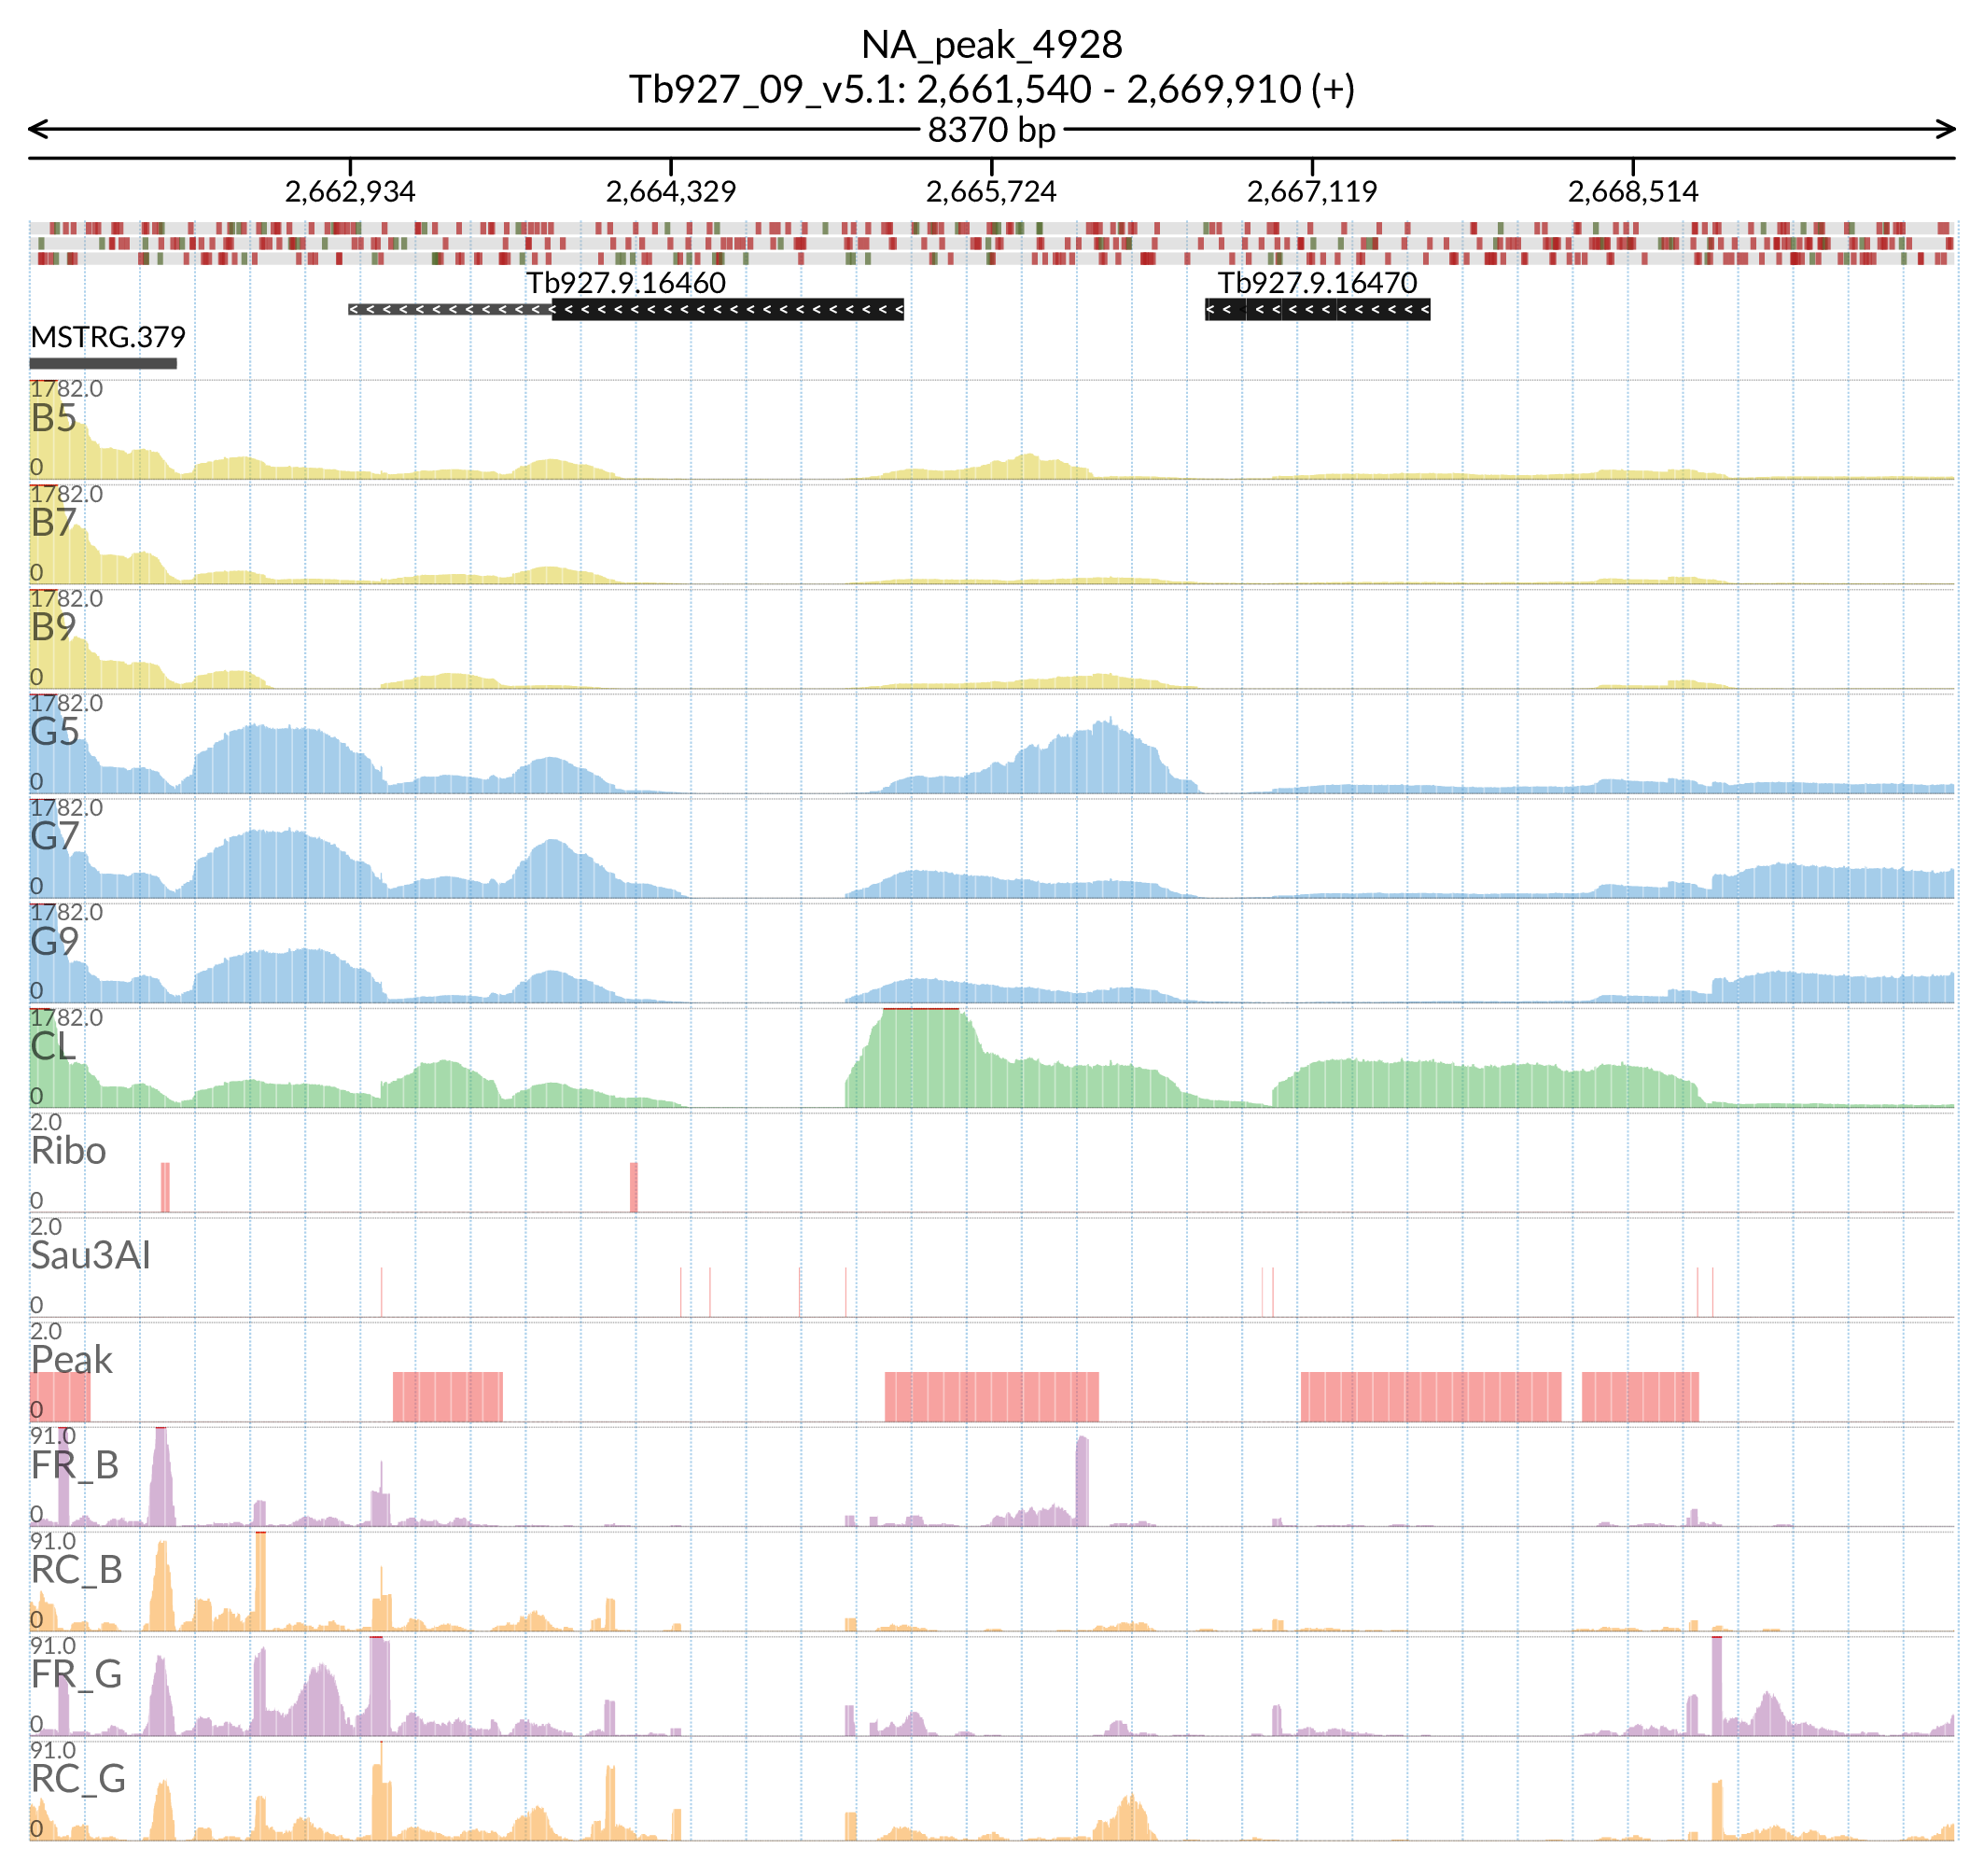 NA_peak_4928
Tb927_09_v5.1: 2,661,540 - 2,669,910 (+)
8370 bp
2,662,934 2,664,329 2,665,724 2,667,119 2,668,514
Tb927.9.16460 Tb927.9.16470
MSTRG.379
1782.0
B5
0
1782.0
B7
0
1782.0
B9
0
1782.0
G5
0
1782.0
G7
0
1782.0
G9
0
1782.0
CL
0
2.0
Ribo
0
2.0
Sau3AI
0
2.0
Peak
0
91.0
FR_B
0
91.0
RC_B
0
91.0
FR_G
0
91.0
RC_G
0